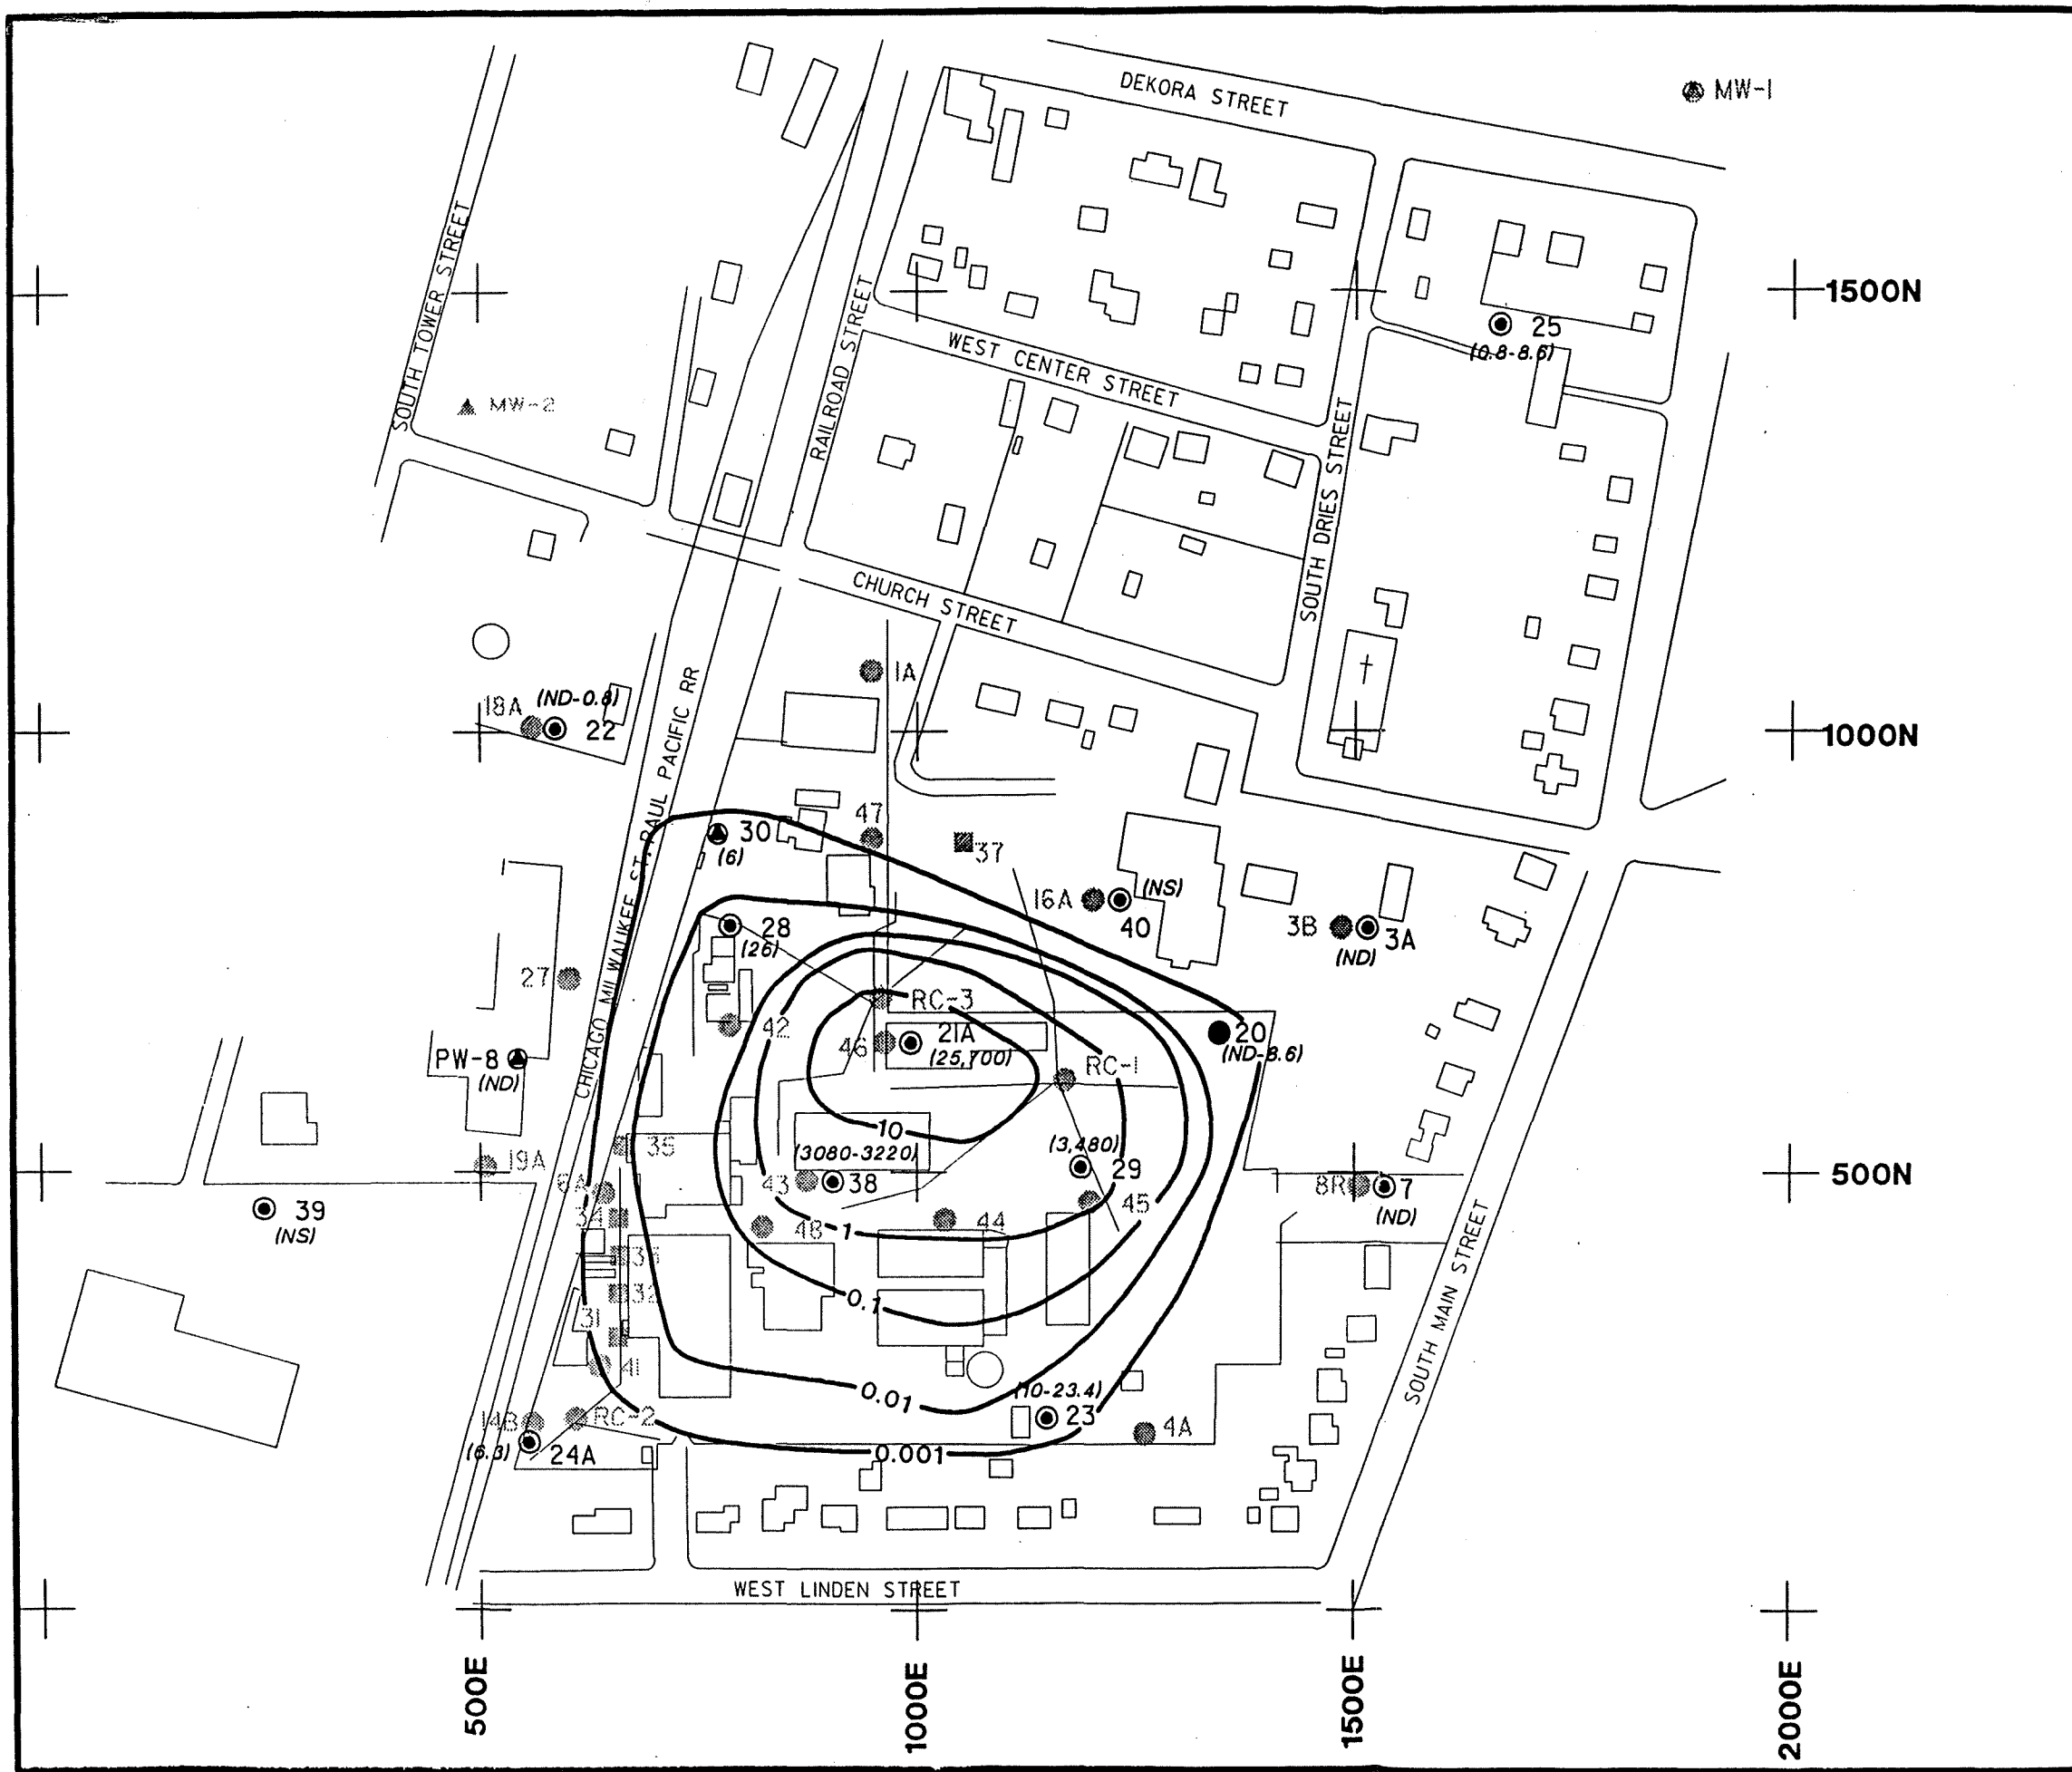 DEKORA STREET
MW-1
SOUTH TOWER STREET
1500N
25
(0.8-8.6)
RAILROAD STREET
WEST CENTER STREET
MW-2
SOUTH DRIES STREET
CHURCH STREET
1A
18A
(ND-0.8)
22
1000N
CHICAGO MILWAUKEE ST. PAUL PACIFIC RR
47
30
(6)
37
16A
(NS)
40
3B
3A
(ND)
28
(26)
27
RC-3
42
46
21A
(25,700)
20
(ND-8.6)
PW-8
(ND)
RC-1
10
35
(3080-3220)
(3,480)
19A
29
500N
6A
43
38
45
8R
7
(ND)
39
(NS)
34
48
1
44
33
32
0.1
31
SOUTH MAIN STREET
41
0.01
(10-23.4)
23
14B
RC-2
4A
(6.3)
24A
0.001
WEST LINDEN STREET
500E
1000E
1500E
2000E